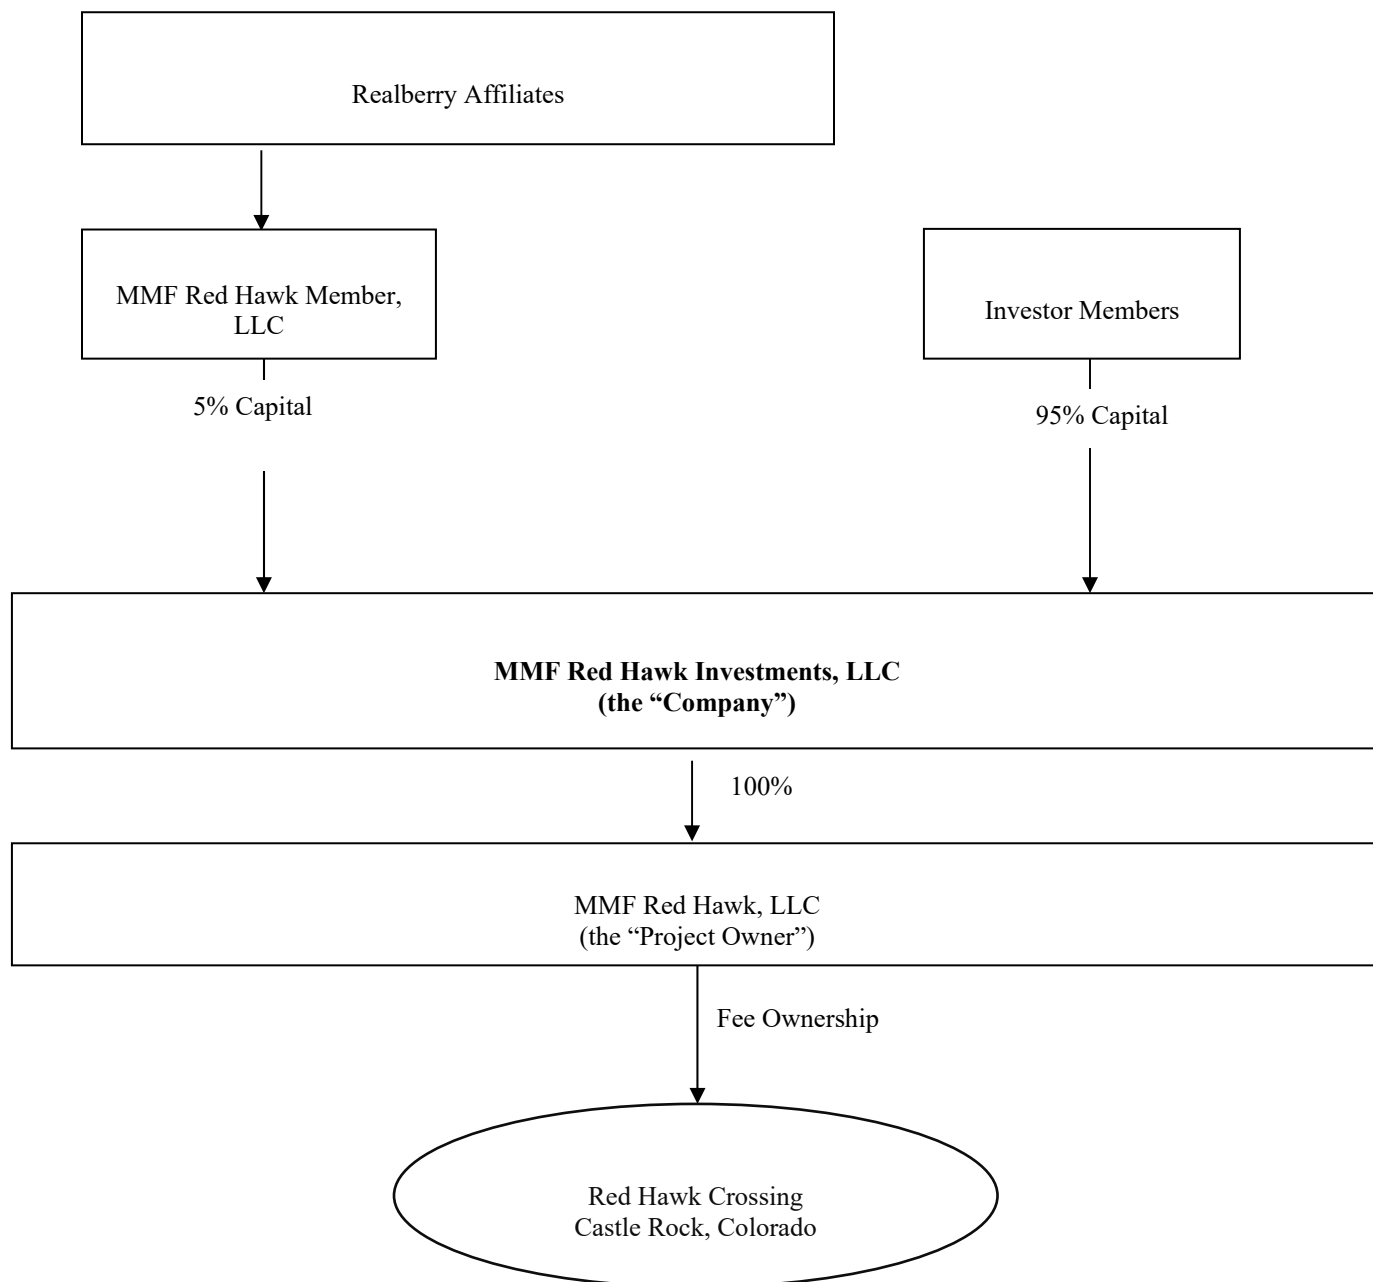 Realberry Affiliates
MMF Red Hawk Member,
LLC
Investor Members
5% Capital
95% Capital
MMF Red Hawk Investments, LLC
(the “Company”)
100%
MMF Red Hawk, LLC
(the “Project Owner”)
Fee Ownership
Red Hawk Crossing
Castle Rock, Colorado